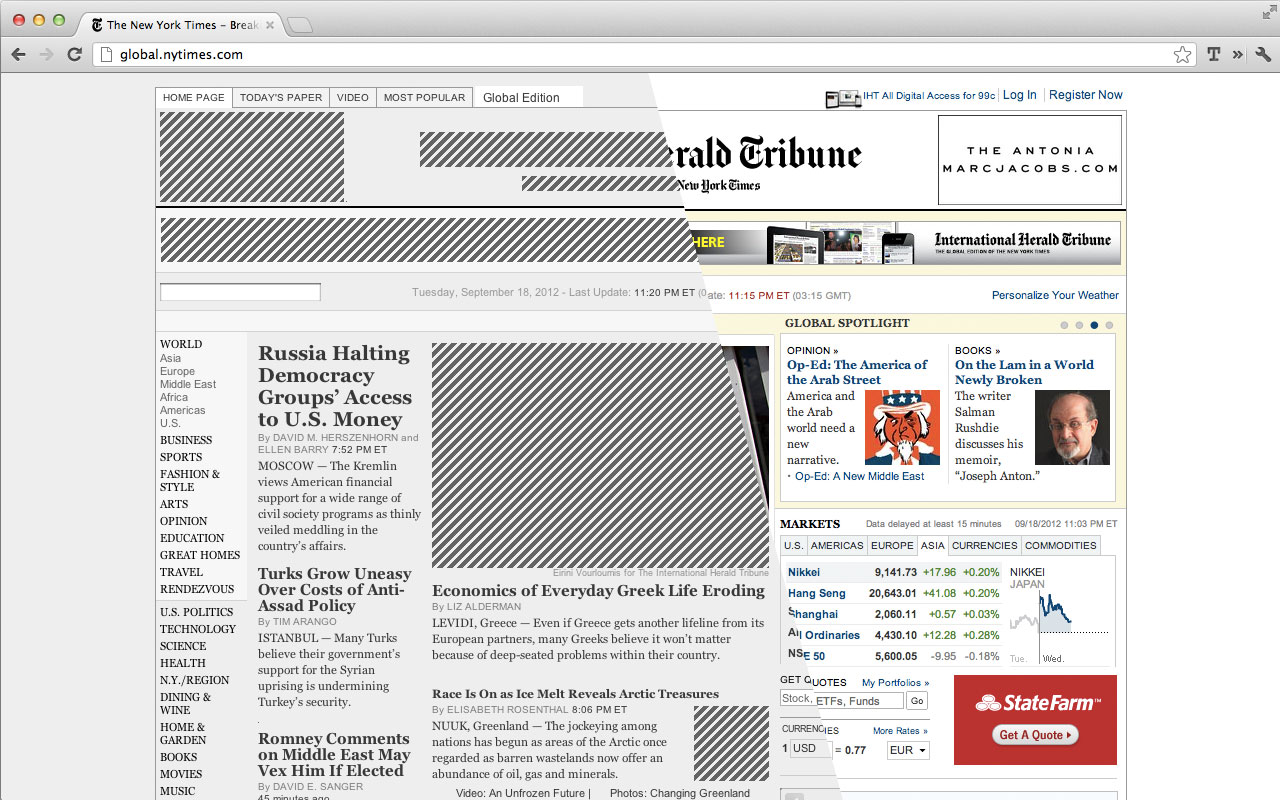 The New York Times – Breaki
global.nytimes.com
HOME PAGE TODAY'S PAPER VIDEO MOST POPULAR Global Edition
IHT All Digital Access for 99c Log In Register Now
erald Tribune
New York Times
THE ANTONIA
MARCJACOBS.COM
HERE
International Herald Tribune
THE GLOBAL EDITION OF THE NEW YORK TIMES
Tuesday, September 18, 2012 - Last Update: 11:20 PM ET (0
ate: 11:15 PM ET (03:15 GMT)
Personalize Your Weather
WORLD
Asia
Europe
Middle East
Africa
Americas
U.S.
BUSINESS
SPORTS
FASHION &
STYLE
ARTS
OPINION
EDUCATION
GREAT HOMES
TRAVEL
RENDEZVOUS
U.S. POLITICS
TECHNOLOGY
SCIENCE
HEALTH
N.Y./REGION
DINING &
WINE
HOME &
GARDEN
BOOKS
MOVIES
MUSIC
Russia Halting
Democracy
Groups' Access
to U.S. Money
By DAVID M. HERSZENHORN and
ELLEN BARRY 7:52 PM ET
MOSCOW — The Kremlin
views American financial
support for a wide range of
civil society programs as thinly
veiled meddling in the
country's affairs.
Turks Grow Uneasy
Over Costs of Anti-
Assad Policy
By TIM ARANGO
ISTANBUL — Many Turks
believe their government's
support for the Syrian
uprising is undermining
Turkey's security.
Romney Comments
on Middle East May
Vex Him if Elected
By DAVID E. SANGER
45 minutes ago
Eirini Vourloumis for The International Herald Tribune
Economics of Everyday Greek Life Eroding
By LIZ ALDERMAN
LEVIDI, Greece — Even if Greece gets another lifeline from its
European partners, many Greeks believe it won't matter
because of deep-seated problems within their country.
Race Is On as Ice Melt Reveals Arctic Treasures
By ELISABETH ROSENTHAL 8:06 PM ET
NUUK, Greenland — The jockeying among
nations has begun as areas of the Arctic once
regarded as barren wastelands now offer an
abundance of oil, gas and minerals.
Video: An Unfrozen Future | Photos: Changing Greenland
GLOBAL SPOTLIGHT
OPINION »
Op-Ed: The America of
the Arab Street
America and
the Arab
world need a
new
narrative.
· Op-Ed: A New Middle East
BOOKS »
On the Lam in a World
Newly Broken
The writer
Salman
Rushdie
discusses his
memoir,
“Joseph Anton.”
MARKETS Data delayed at least 15 minutes 09/18/2012 11:03 PM ET
U.S. AMERICAS EUROPE ASIA CURRENCIES COMMODITIES
Nikkei 9,141.73 +17.96 +0.20%
Hang Seng 20,643.01 +41.08 +0.20%
Shanghai 2,060.11 +0.57 +0.03%
All Ordinaries 4,430.10 +12.28 +0.28%
NSE 50 5,600.05 -9.95 -0.18%
NIKKEI
JAPAN
Tue. Wed.
GET QUOTES My Portfolios »
Stock, ETFs, Funds Go
CURRENCIES More Rates »
1 USD = 0.77 EUR
StateFarm™
Get A Quote